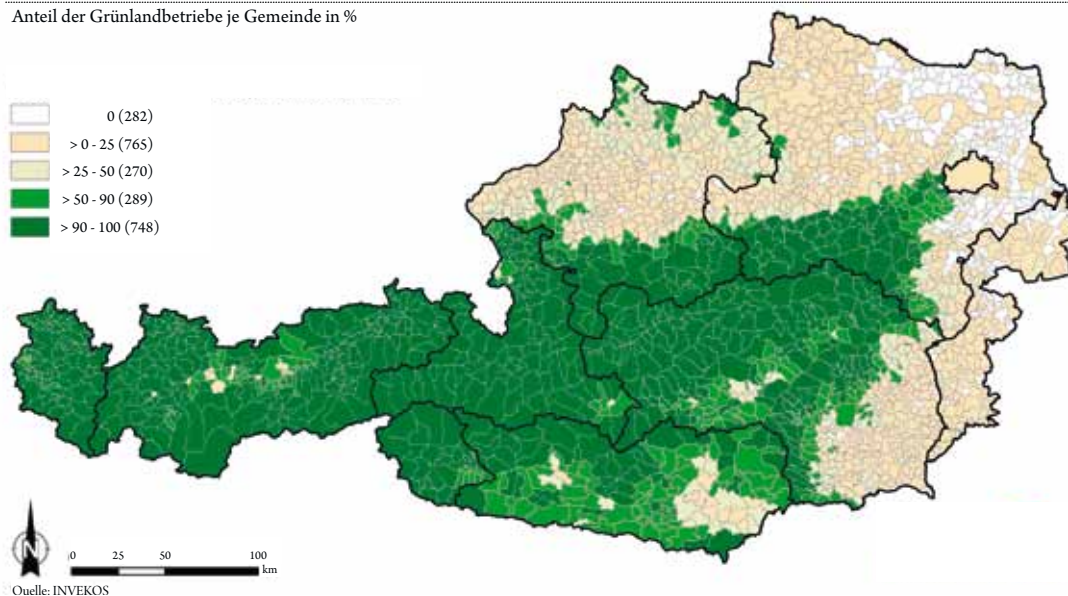 Anteil der Grünlandbetriebe je Gemeinde in %
0 (282)
> 0 - 25 (765)
> 25 - 50 (270)
> 50 - 90 (289)
> 90 - 100 (748)
N
0 25 50 100
km
Quelle: INVEKOS